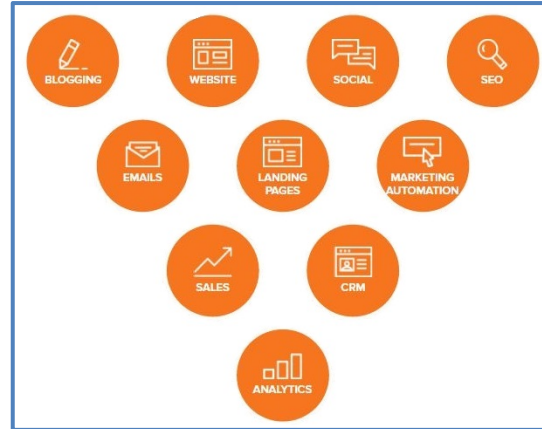 BLOGGING
WEBSITE
SOCIAL
SEO
EMAILS
LANDING
PAGES
MARKETING
AUTOMATION
SALES
CRM
ANALYTICS